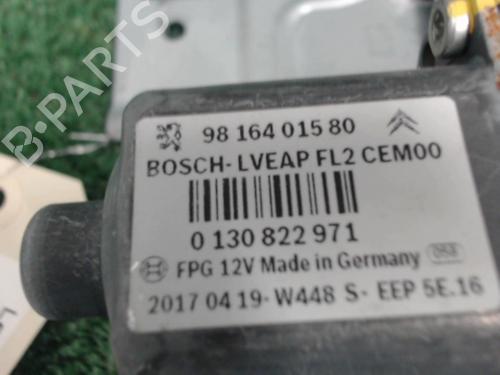 98 164 015 80
BOSCH-LVEAP FL2 CEM00
0 130 822 971
FPG 12V Made in Germany
2017 04 19-W448 S- EEP 5E.16